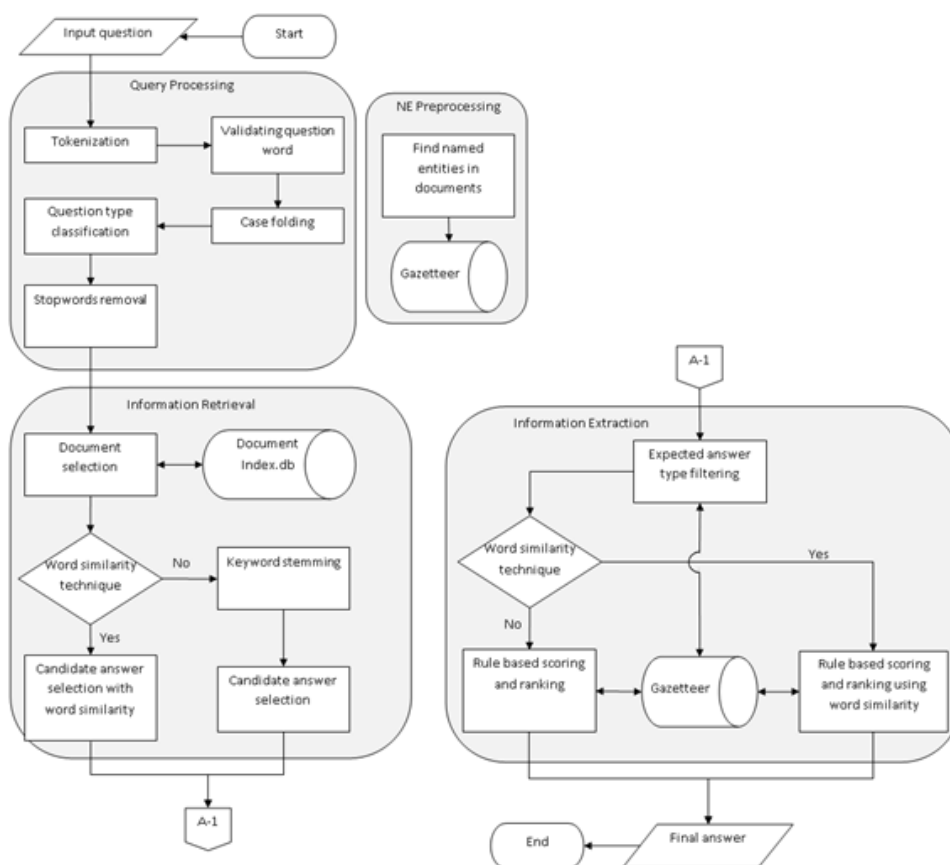 Input question
Start
Query Processing
Tokenization
Validating question
word
Question type
classification
Case folding
Stopwords removal
NE Preprocessing
Find named
entities in
documents
Gazetteer
Information Retrieval
Document
selection
Document
Index.db
Word similarity
technique
No
Keyword stemming
Yes
Candidate answer
selection with
word similarity
Candidate answer
selection
A-1
A-1
Information Extraction
Expected answer
type filtering
Word similarity
technique
Yes
No
Rule based scoring
and ranking
Gazetteer
Rule based scoring
and ranking using
word similarity
End
Final answer